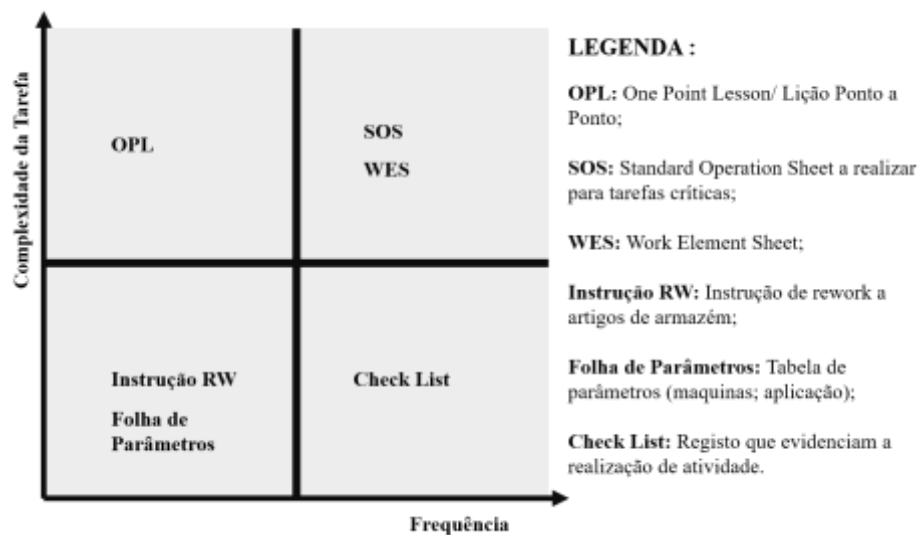 Complexidade da Tarefa
OPL
SOS
WES
Instrução RW
Folha de
Parâmetros
Check List
Frequência
LEGENDA :
OPL: One Point Lesson/ Lição Ponto a
Ponto;
SOS: Standard Operation Sheet a realizar
para tarefas críticas;
WES: Work Element Sheet;
Instrução RW: Instrução de rework a
artigos de armazém;
Folha de Parâmetros: Tabela de
parâmetros (maquinas; aplicação);
Check List: Registo que evidenciam a
realização de atividade.